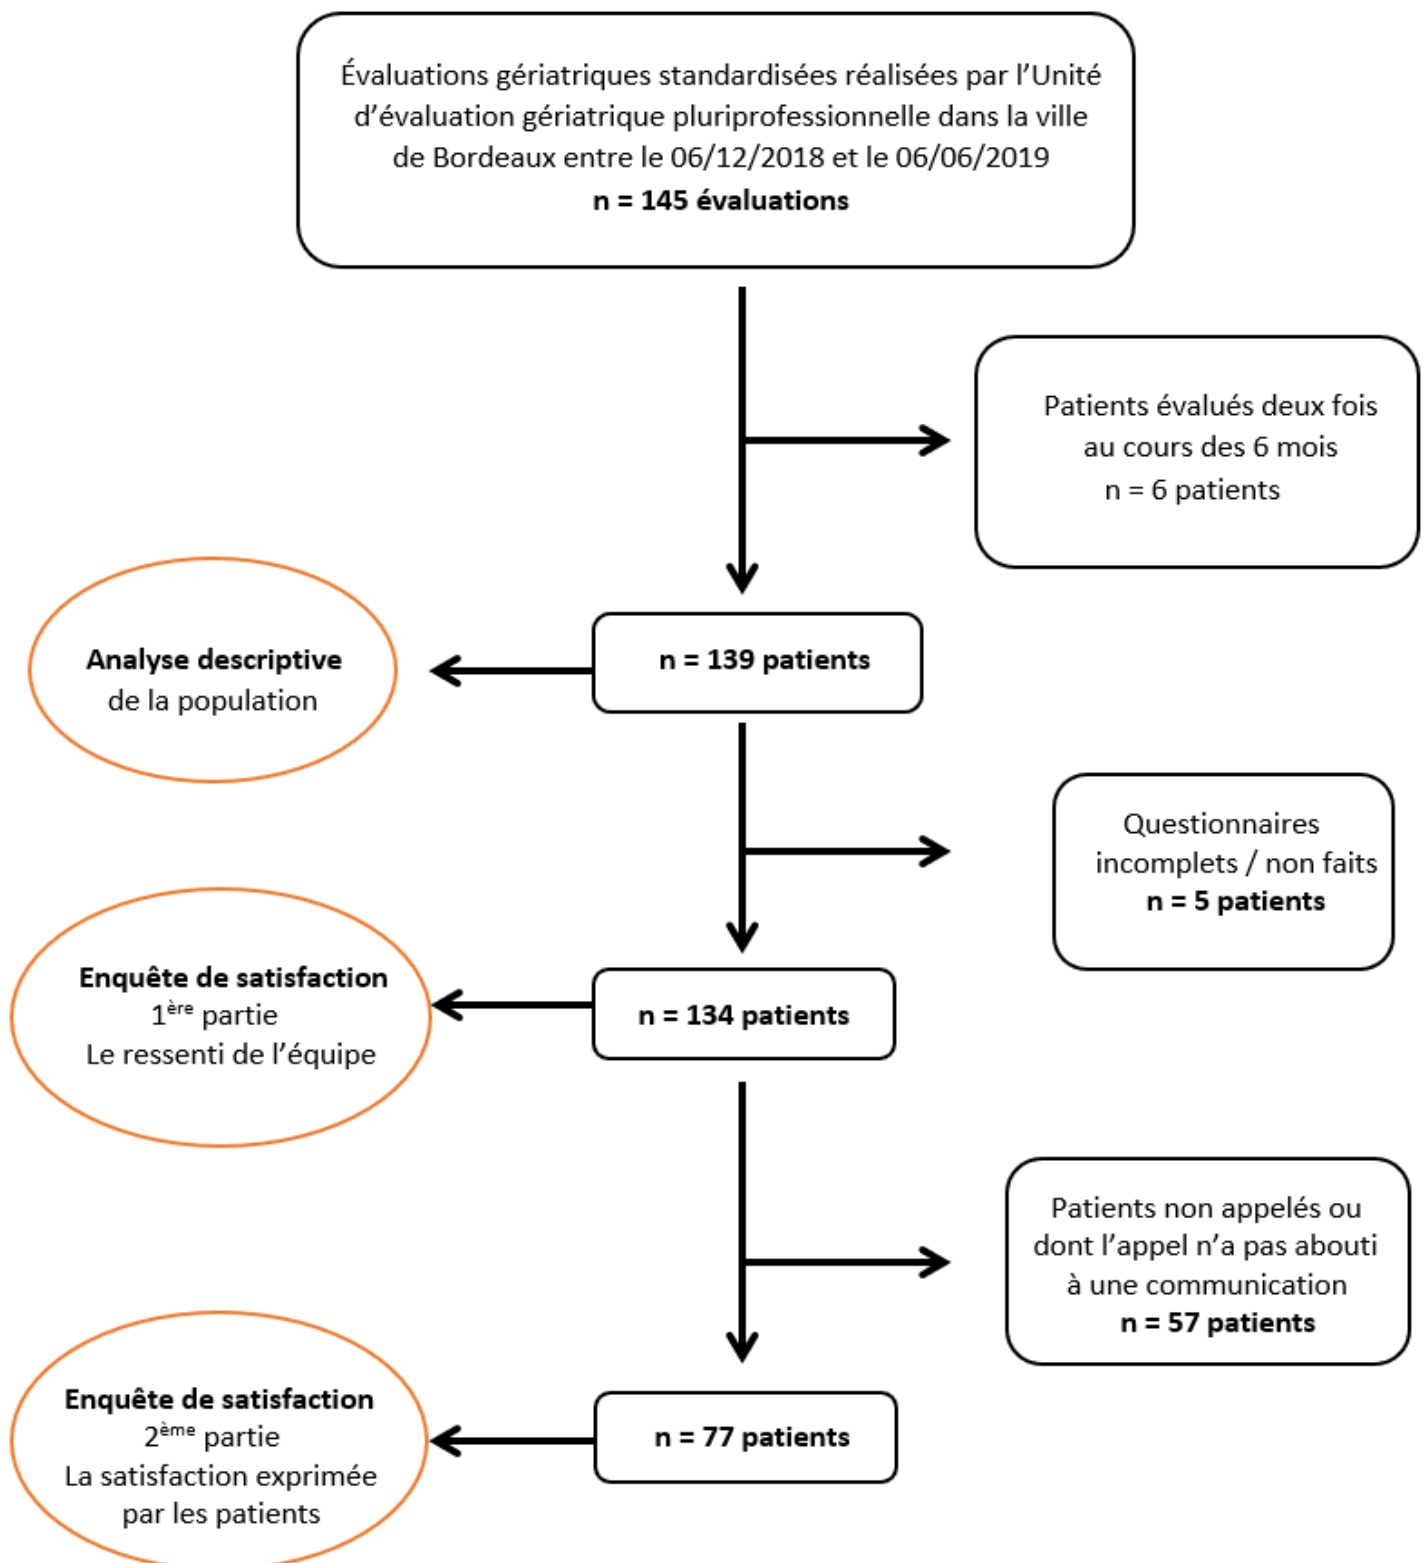 Évaluations gériatriques standardisées réalisées par l’Unité
d’évaluation gériatrique pluriprofessionnelle dans la ville
de Bordeaux entre le 06/12/2018 et le 06/06/2019
n = 145 évaluations
Patients évalués deux fois
au cours des 6 mois
n = 6 patients
Analyse descriptive
de la population
n = 139 patients
Questionnaires
incomplets / non faits
n = 5 patients
Enquête de satisfaction
1ère partie
Le ressenti de l’équipe
n = 134 patients
Patients non appelés ou
dont l’appel n’a pas abouti
à une communication
n = 57 patients
Enquête de satisfaction
2ème partie
La satisfaction exprimée
par les patients
n = 77 patients